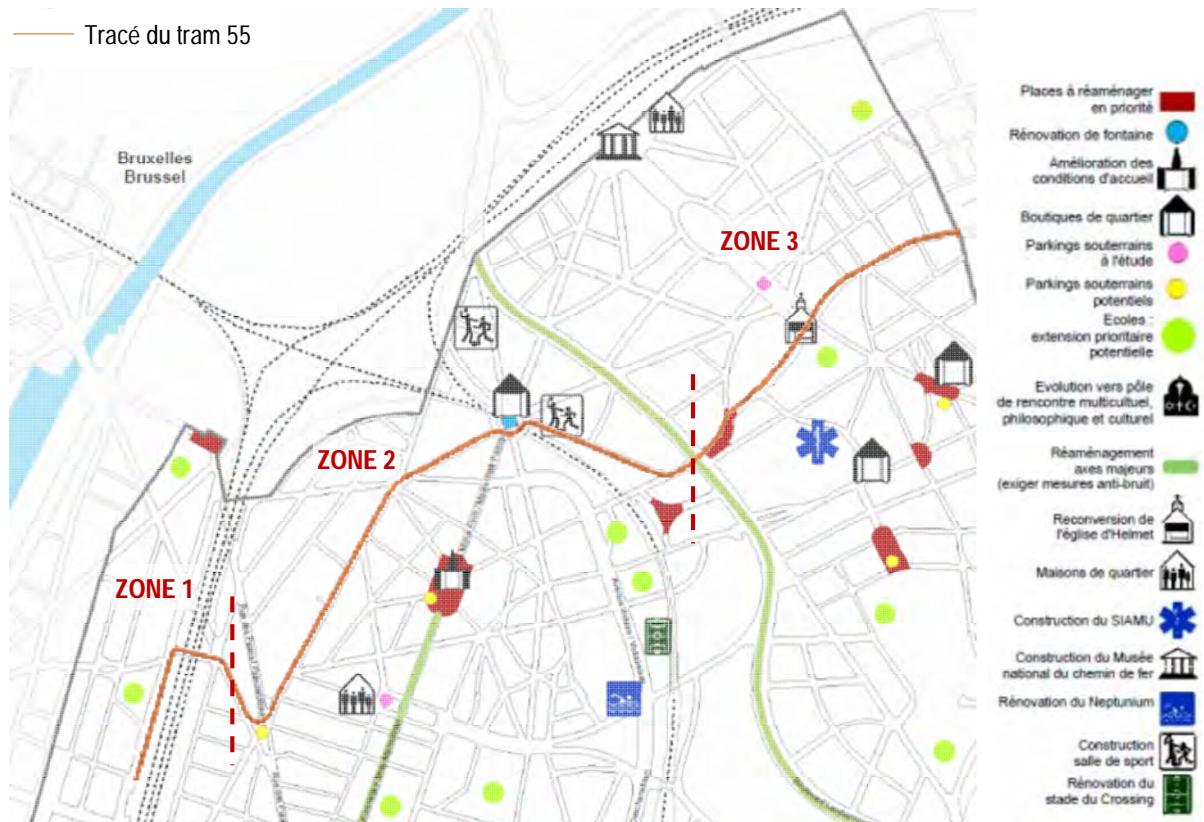 Tracé du tram 55
Bruxelles
Brussel
ZONE 3
ZONE 2
ZONE 1
Places à réaménager
en priorité
Rénovation de fontaine
Amélioration des
conditions d'accueil
Boutiques de quartier
Parkings souterrains
à l'étude
Parkings souterrains
potentiels
Ecoles :
extension prioritaire
potentielle
Evolution vers pôle
de rencontre multicultuel,
philosophique et culturel
Réaménagement
axes majeurs
(exiger mesures anti-bruit)
Reconversion de
l'église d'Helmet
Maisons de quartier
Construction du SIAMU
Construction du Musée
national du chemin de fer
Rénovation du Neptunium
Construction
salle de sport
Rénovation du
stade du Crossing